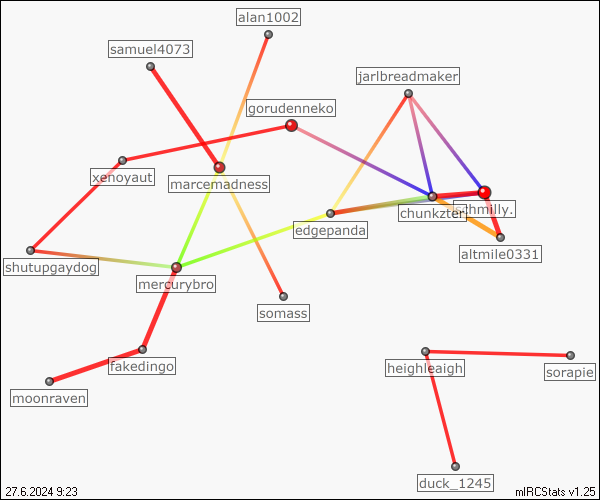 alan1002
samuel4073
jarlbreadmaker
gorudenneko
xenoyaut
marcemadness
chunkzter
schmilly.
edgepanda
altmile0331
shutupgaydog
mercurybro
somass
fakedingo
heighleaigh
sorapie
moonraven
duck_1245
27.6.2024 9:23
mIRCStats v1.25